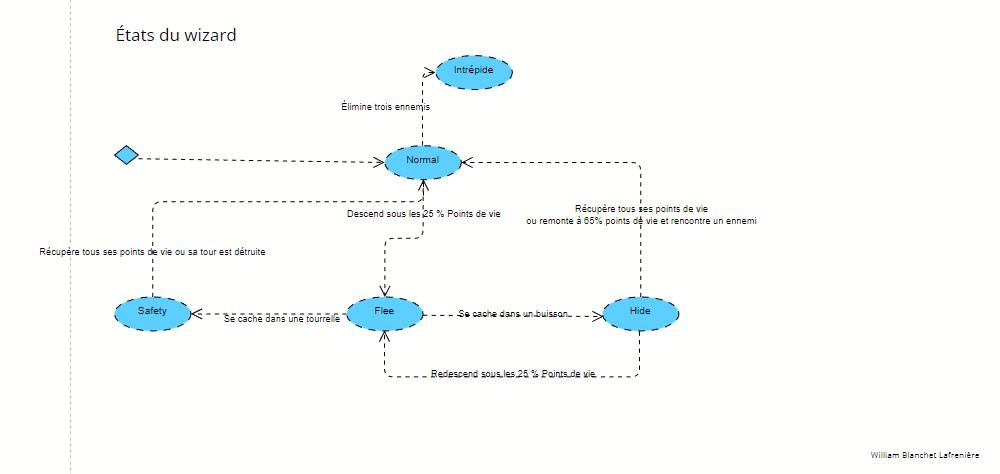 États du wizard
Intrépide
Élimine trois ennemis
Normal
Descend sous les 25 % Points de vie
Récupère tous ses points de vie
ou remonte à 65% points de vie et rencontre un ennemi
Récupère tous ses points de vie ou sa tour est détruite
Safety
Se cache dans une tourrelle
Flee
Se cache dans un buisson
Hide
Redescend sous les 25 % Points de vie
William Blanchet Lafrenière